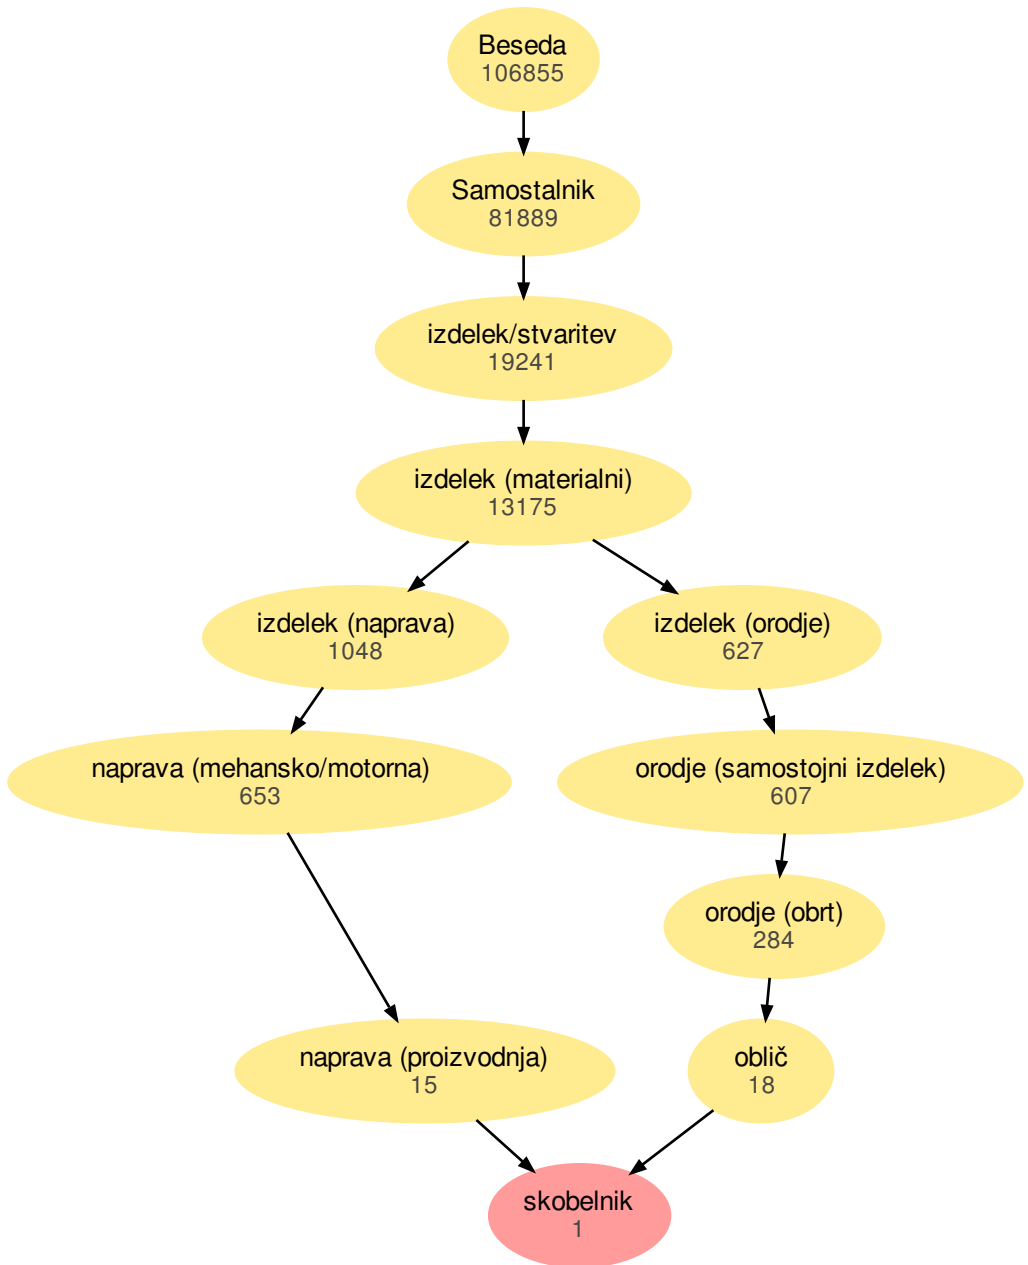 Beseda
106855
Samostalnik
81889
izdelek/stvaritev
19241
izdelek (materialni)
13175
izdelek (naprava)
1048
izdelek (orodje)
627
naprava (mehansko/motorna)
653
orodje (samostojni izdelek)
607
orodje (obrt)
284
naprava (proizvodnja)
15
oblič
18
skobelnik
1